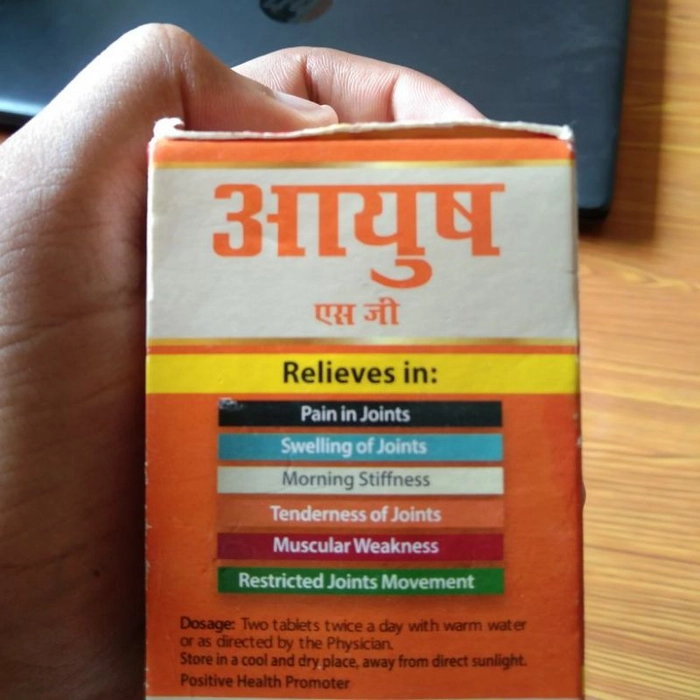 आयुष
एस जी
Relieves in:
Pain in Joints
Swelling of Joints
Morning Stiffness
Tenderness of Joints
Muscular Weakness
Restricted Joints Movement
Dosage: Two tablets twice a day with warm water
or as directed by the Physician.
Store in a cool and dry place, away from direct sunlight.
Positive Health Promoter